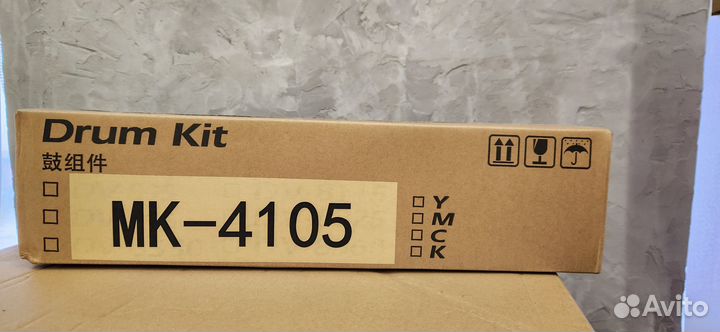 Drum Kit
鼓组件
MK-4105
Y
M
C
K
Avito